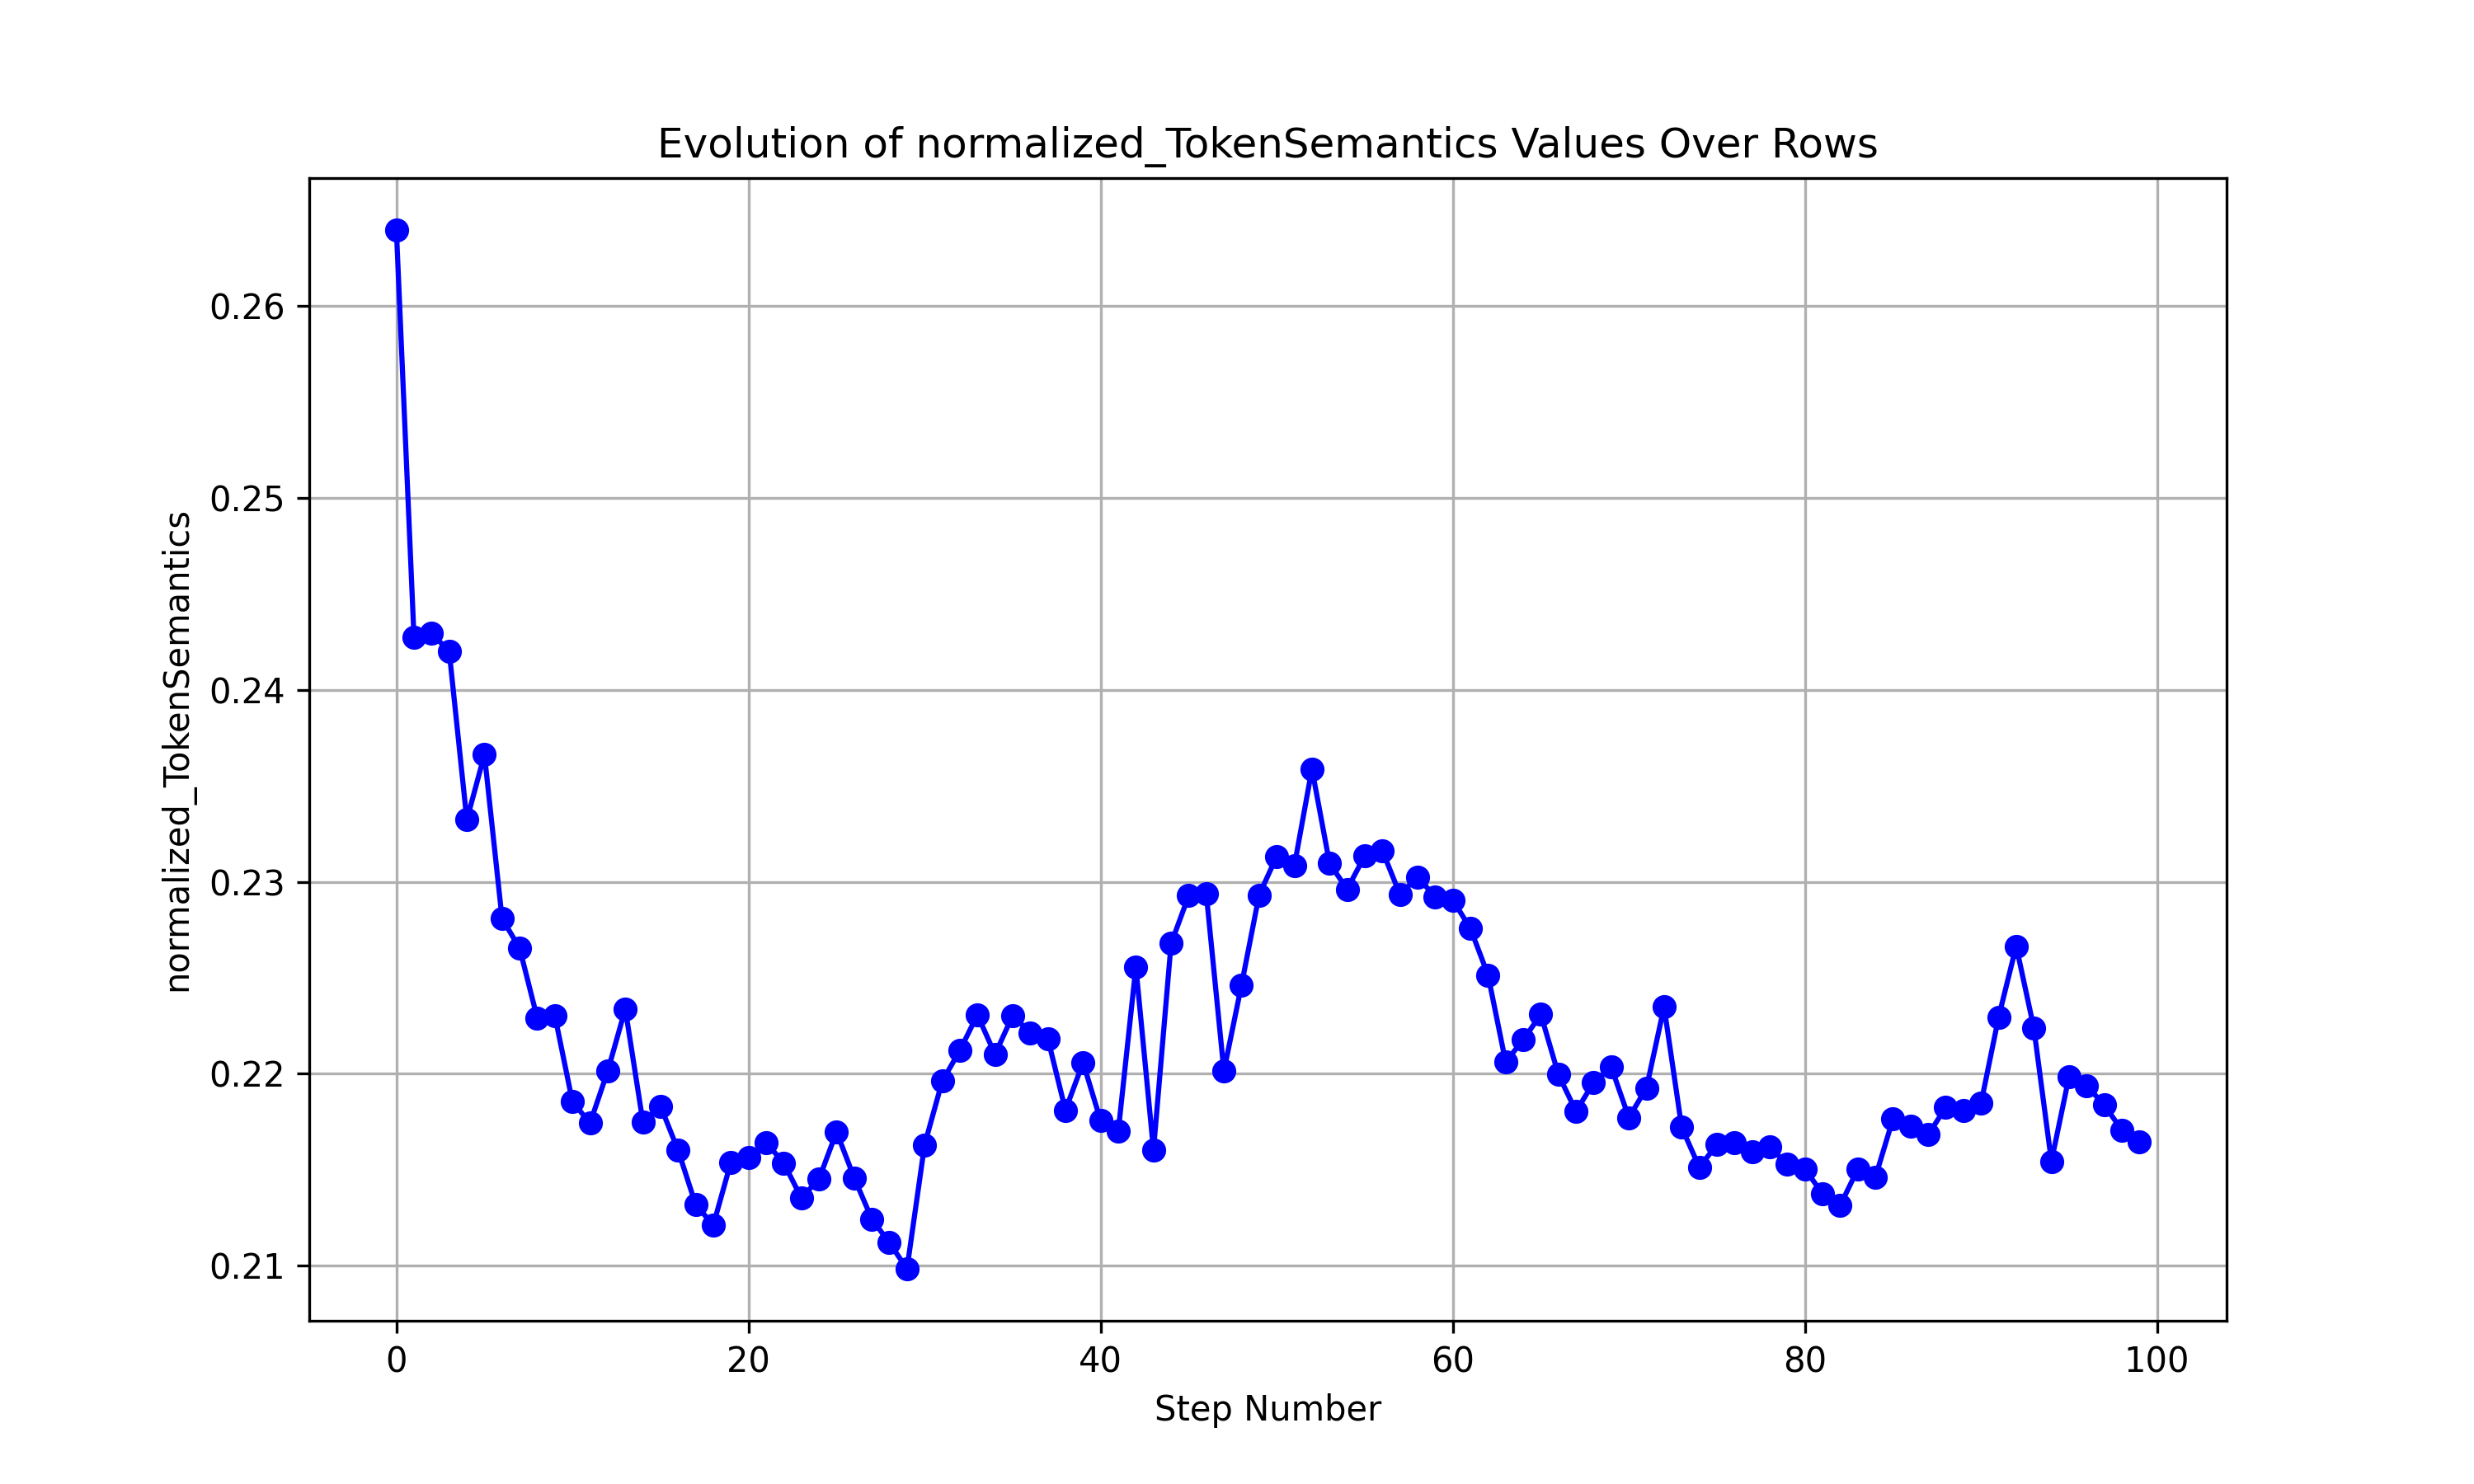 Evolution of normalized_TokenSemantics Values Over Rows
normalized_TokenSemantics
0.26
0.25
0.24
0.23
0.22
0.21
0 20 40 60 80 100
Step Number